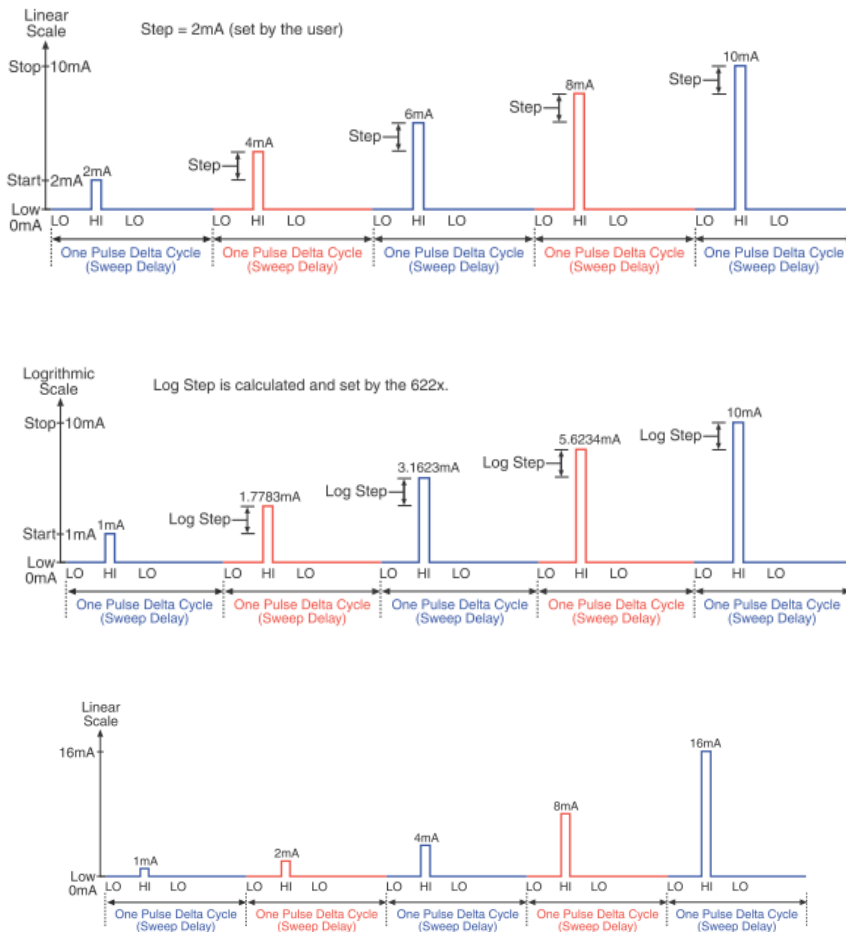 Linear
Scale
Step = 2mA (set by the user)
Stop 10mA
10mA
Step
8mA
Step
6mA
Step
4mA
Step
Start 2mA
2mA
Low
0mA
LO HI LO LO HI LO LO HI LO LO HI LO LO HI LO
One Pulse Delta Cycle One Pulse Delta Cycle One Pulse Delta Cycle One Pulse Delta Cycle One Pulse Delta Cycle
(Sweep Delay) (Sweep Delay) (Sweep Delay) (Sweep Delay) (Sweep Delay)
Logrithmic
Scale
Log Step is calculated and set by the 622x.
Stop 10mA
10mA
Log Step
5.6234mA
Log Step
3.1623mA
Log Step
1.7783mA
Log Step
Start 1mA
1mA
Low
0mA
LO HI LO LO HI LO LO HI LO LO HI LO LO HI LO
One Pulse Delta Cycle One Pulse Delta Cycle One Pulse Delta Cycle One Pulse Delta Cycle One Pulse Delta Cycle
(Sweep Delay) (Sweep Delay) (Sweep Delay) (Sweep Delay) (Sweep Delay)
Linear
Scale
16mA
16mA
8mA
4mA
2mA
1mA
Low
0mA
LO HI LO LO HI LO LO HI LO LO HI LO LO HI LO
One Pulse Delta Cycle One Pulse Delta Cycle One Pulse Delta Cycle One Pulse Delta Cycle One Pulse Delta Cycle
(Sweep Delay) (Sweep Delay) (Sweep Delay) (Sweep Delay) (Sweep Delay)